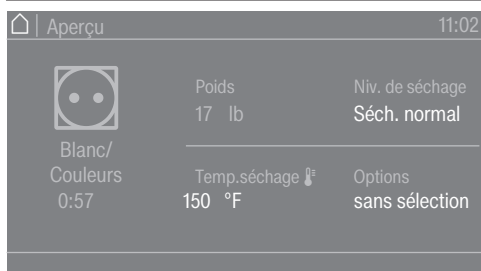 Aperçu 11:02
Blanc/
Couleurs
0:57
Poids
17 lb
Niv. de séchage
Séch. normal
Temp.séchage
150 °F
Options
sans sélection